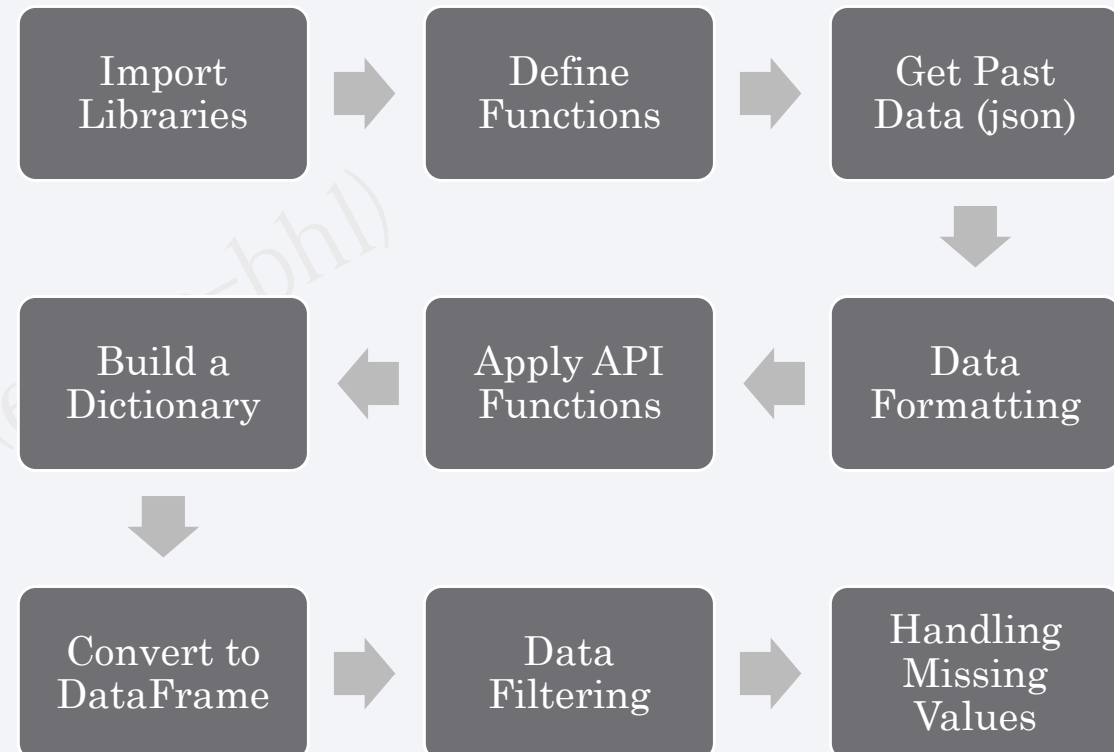 Import
Libraries
Define
Functions
Get Past
Data (json)
Data
Formatting
Apply API
Functions
Build a
Dictionary
Convert to
DataFrame
Data
Filtering
Handling
Missing
Values